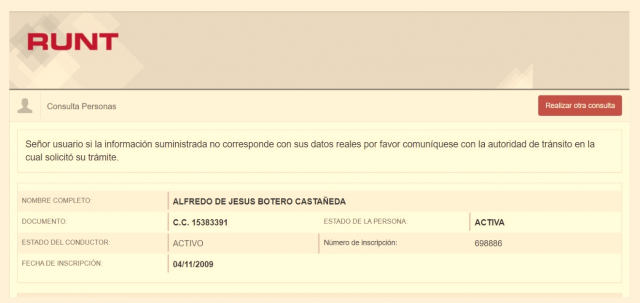 RUNT
Consulta Personas
Realizar otra consulta
Señor usuario si la información suministrada no corresponde con sus datos reales por favor comuníquese con la autoridad de tránsito en la
cual solicitó su trámite.
NOMBRE COMPLETO: ALFREDO DE JESUS BOTERO CASTAÑEDA
DOCUMENTO: C.C. 15383391 ESTADO DE LA PERSONA: ACTIVA
ESTADO DEL CONDUCTOR: ACTIVO Número de inscripción: 698886
FECHA DE INSCRIPCIÓN 04/11/2009